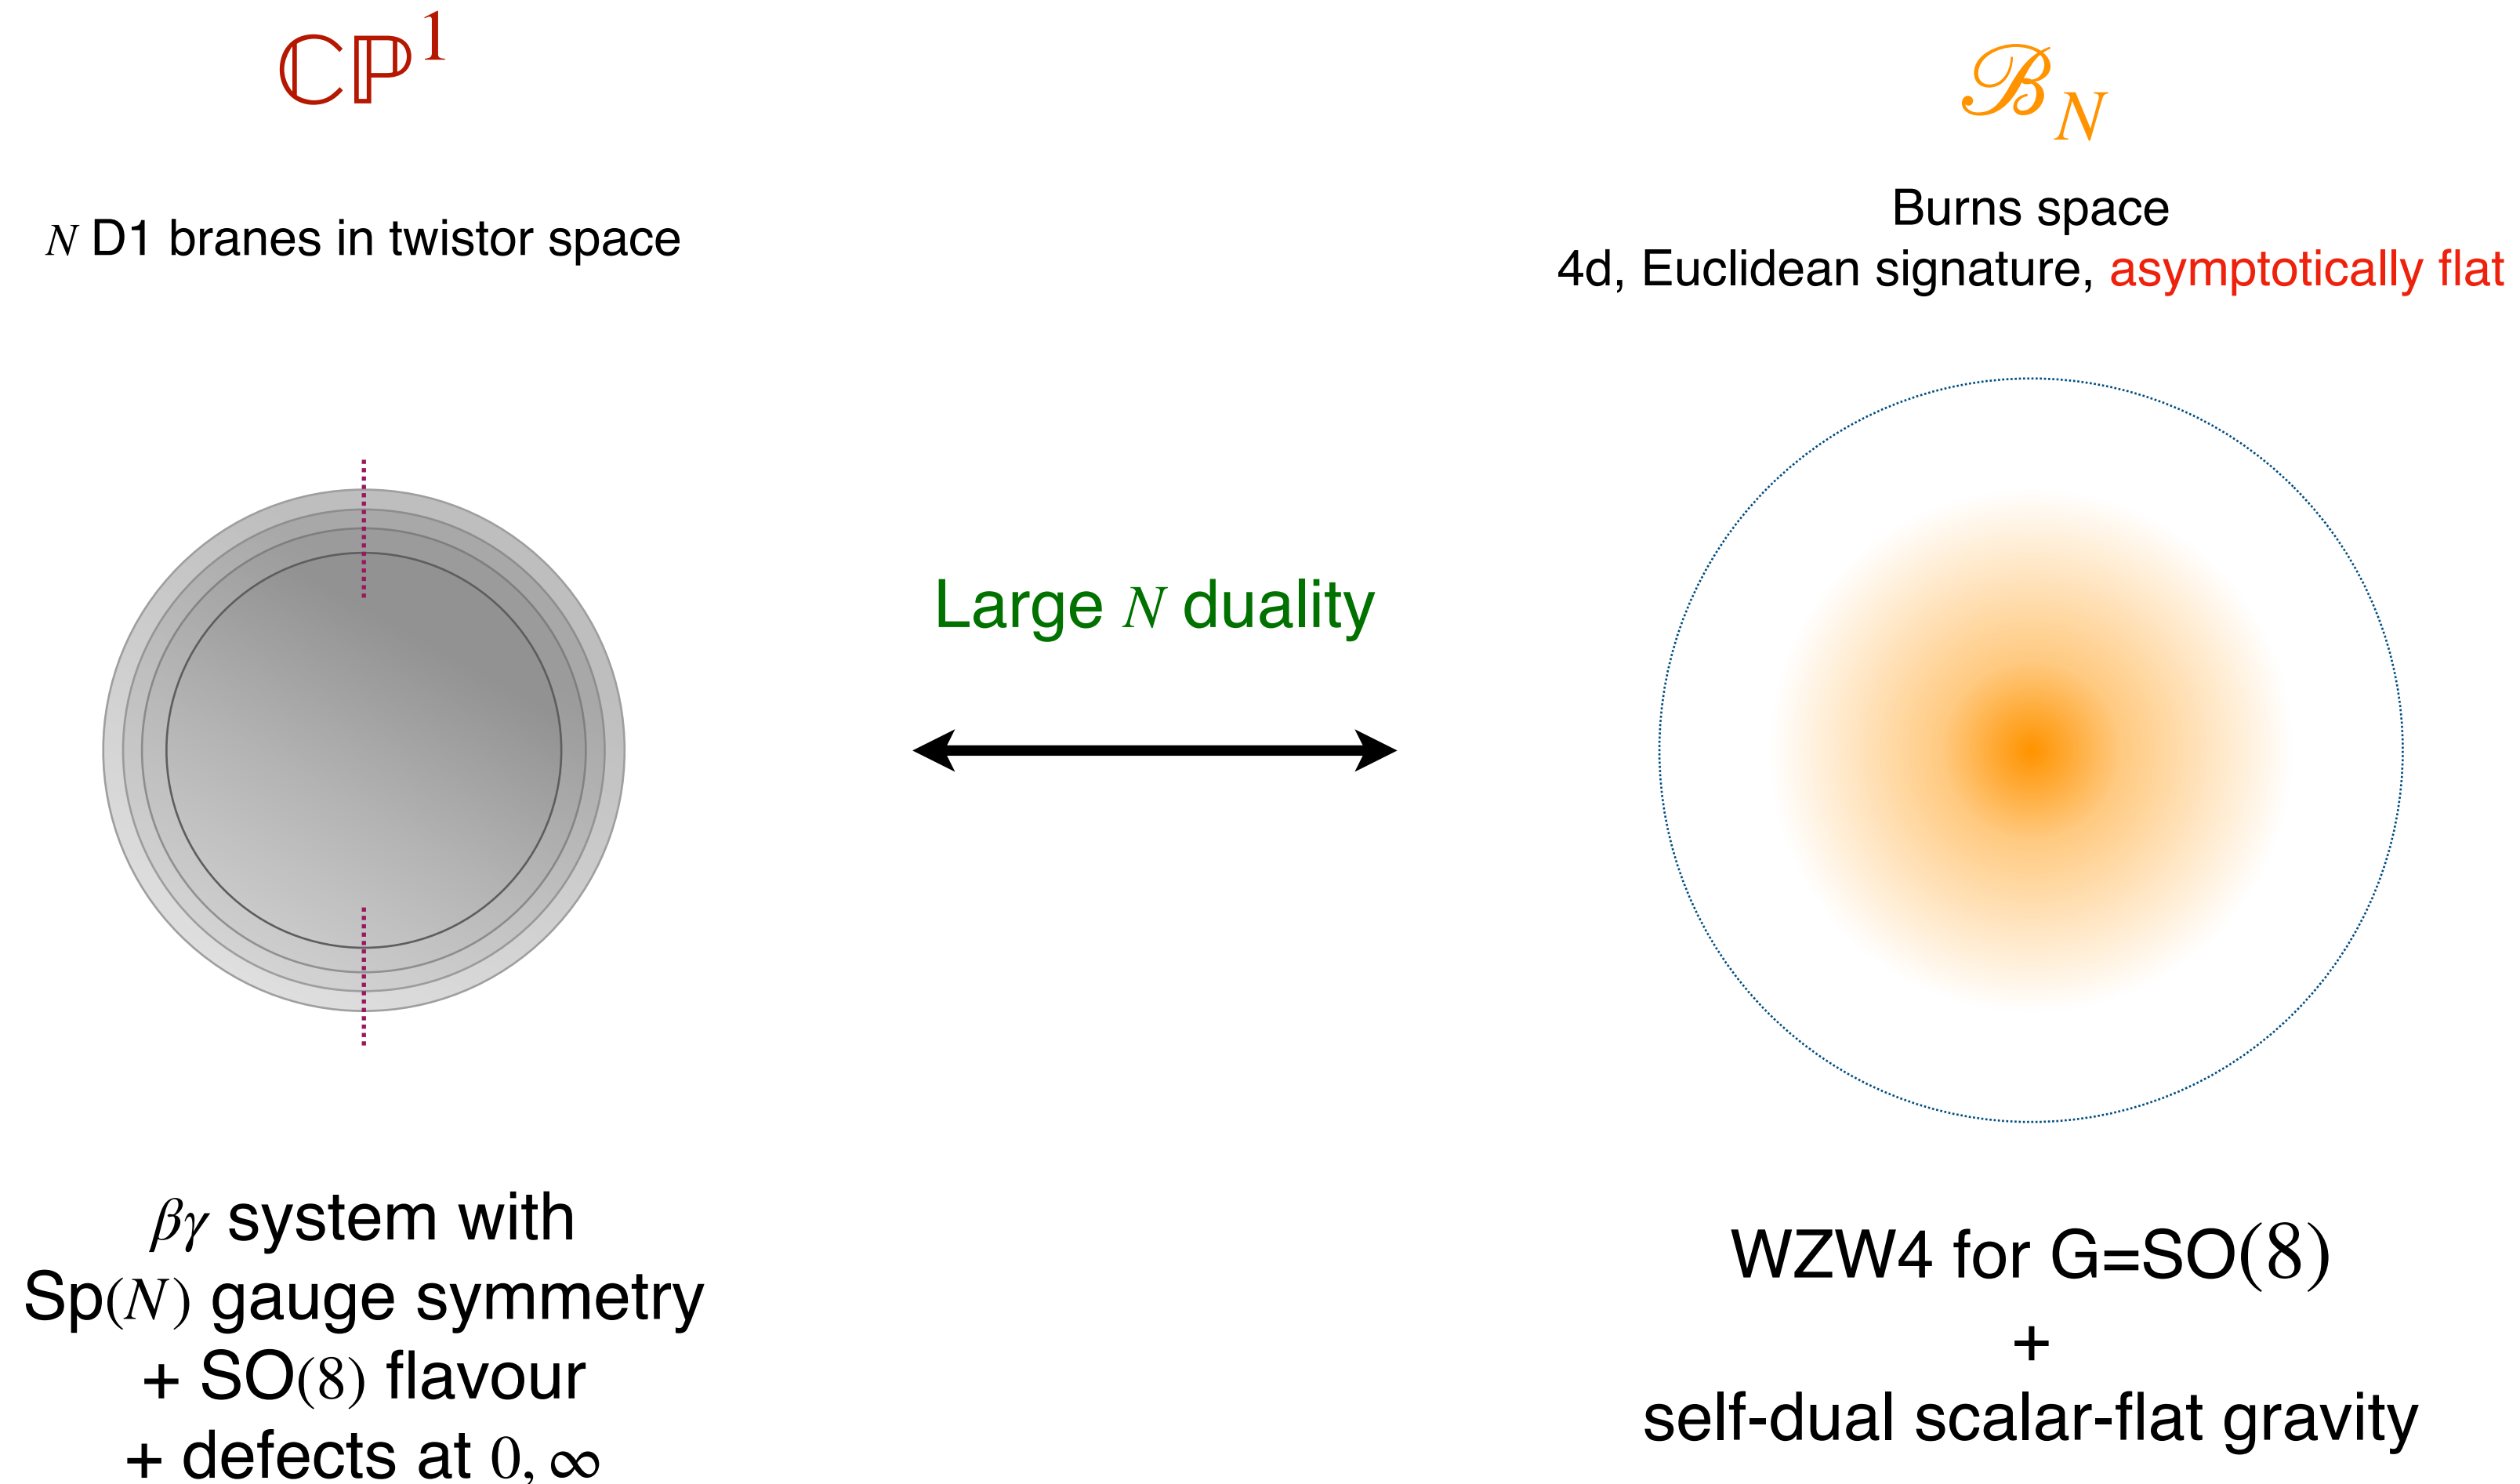 ℂℙ¹
N D1 branes in twistor space
βγ system with
Sp(N) gauge symmetry
+ SO(8) flavour
+ defects at 0, ∞
Large N duality
ℬ_N
Burns space
4d, Euclidean signature, asymptotically flat
WZW4 for G=SO(8)
+
self-dual scalar-flat gravity